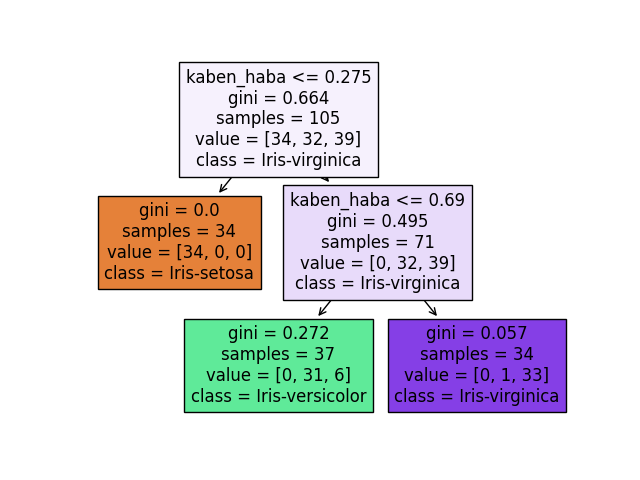 kaben_haba <= 0.275
gini = 0.664
samples = 105
value = [34, 32, 39]
class = Iris-virginica
gini = 0.0
samples = 34
value = [34, 0, 0]
class = Iris-setosa
kaben_haba <= 0.69
gini = 0.495
samples = 71
value = [0, 32, 39]
class = Iris-virginica
gini = 0.272
samples = 37
value = [0, 31, 6]
class = Iris-versicolor
gini = 0.057
samples = 34
value = [0, 1, 33]
class = Iris-virginica